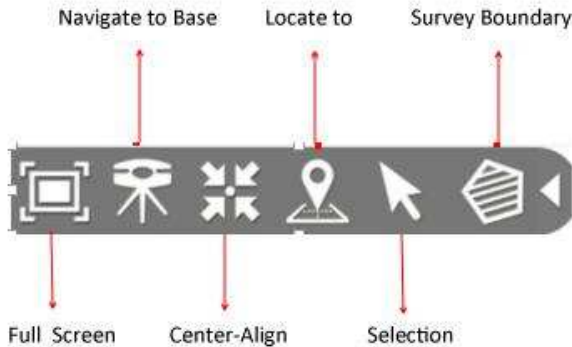 Navigate to Base
Locate to
Survey Boundary
Full Screen
Center-Align
Selection